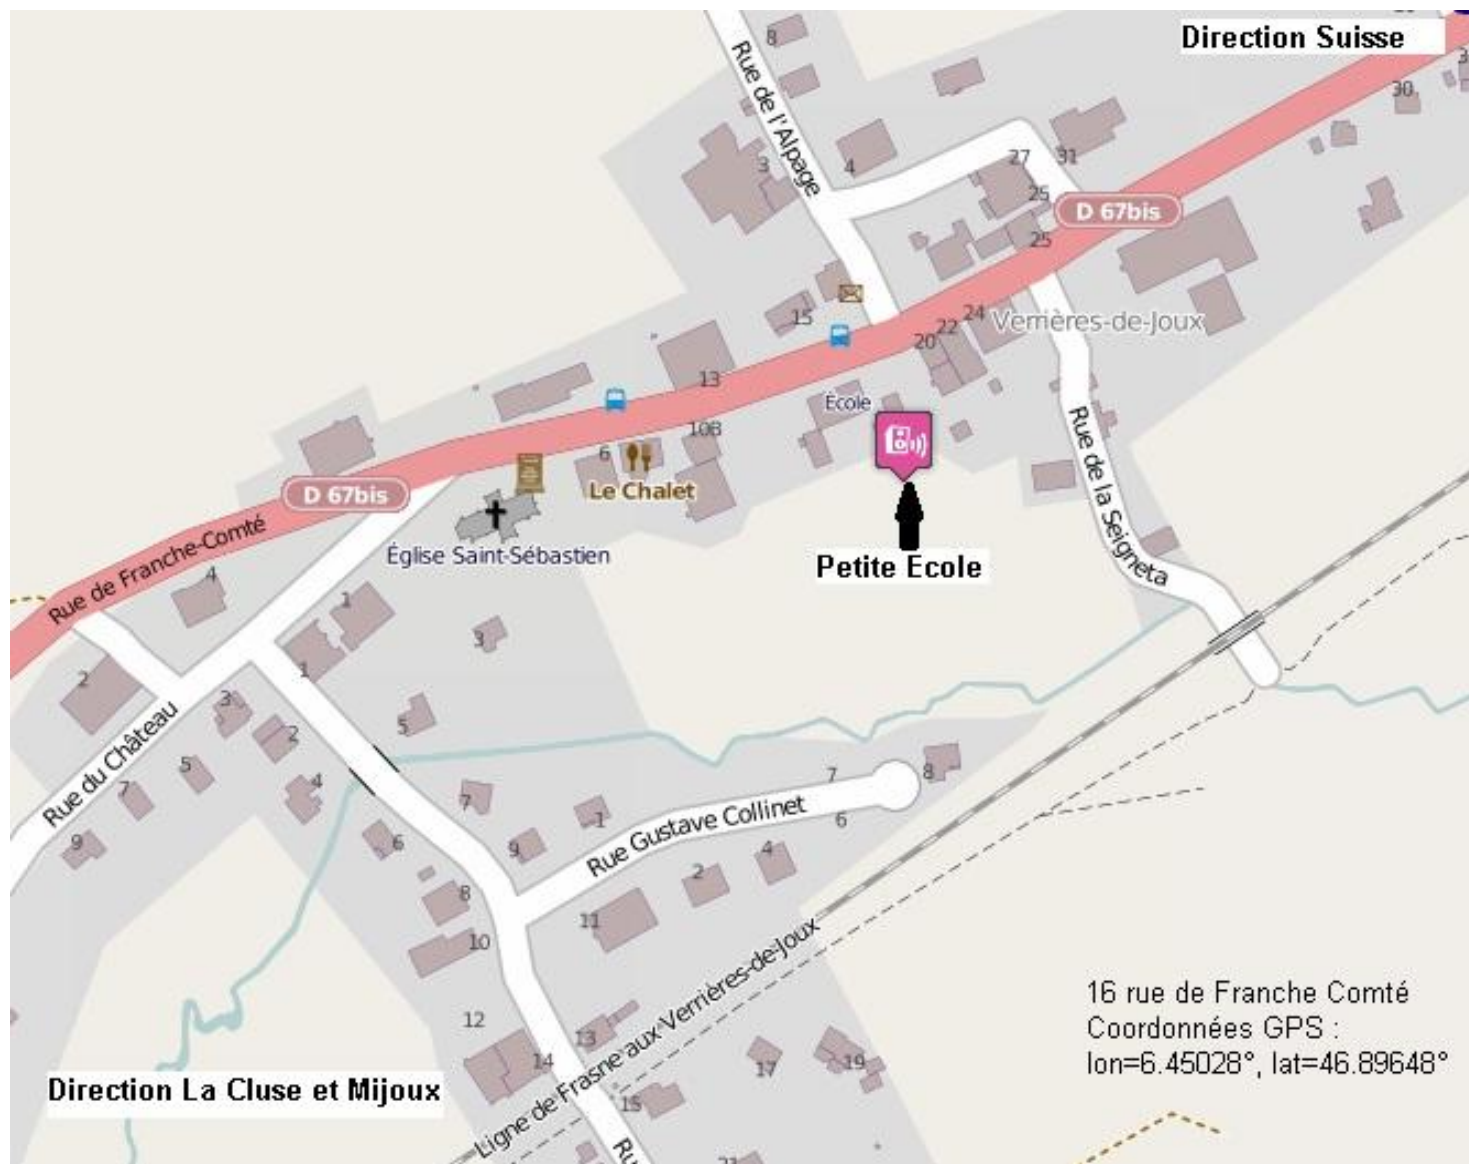 Direction Suisse
8
Rue de l'Alpage
30
3
4
27
31
25
D 67bis
25
15
24
Verrières-de-Joux
22
20
13
École
10B
6
Le Chalet
D 67bis
Rue de la Seigneta
Rue de Franche-Comté
Église Saint-Sébastien
Petite Ecole
4
1
3
1
2
3
5
2
Rue du Château
5
4
7
7
8
7
1
6
Rue Gustave Collinet
9
6
9
4
2
8
11
10
Ligne de Frasne aux Verrières-de-Joux
16 rue de Franche Comté
Coordonnées GPS :
lon=6.45028°, lat=46.89648°
12
13
14
17
19
Direction La Cluse et Mijoux
15
Ru